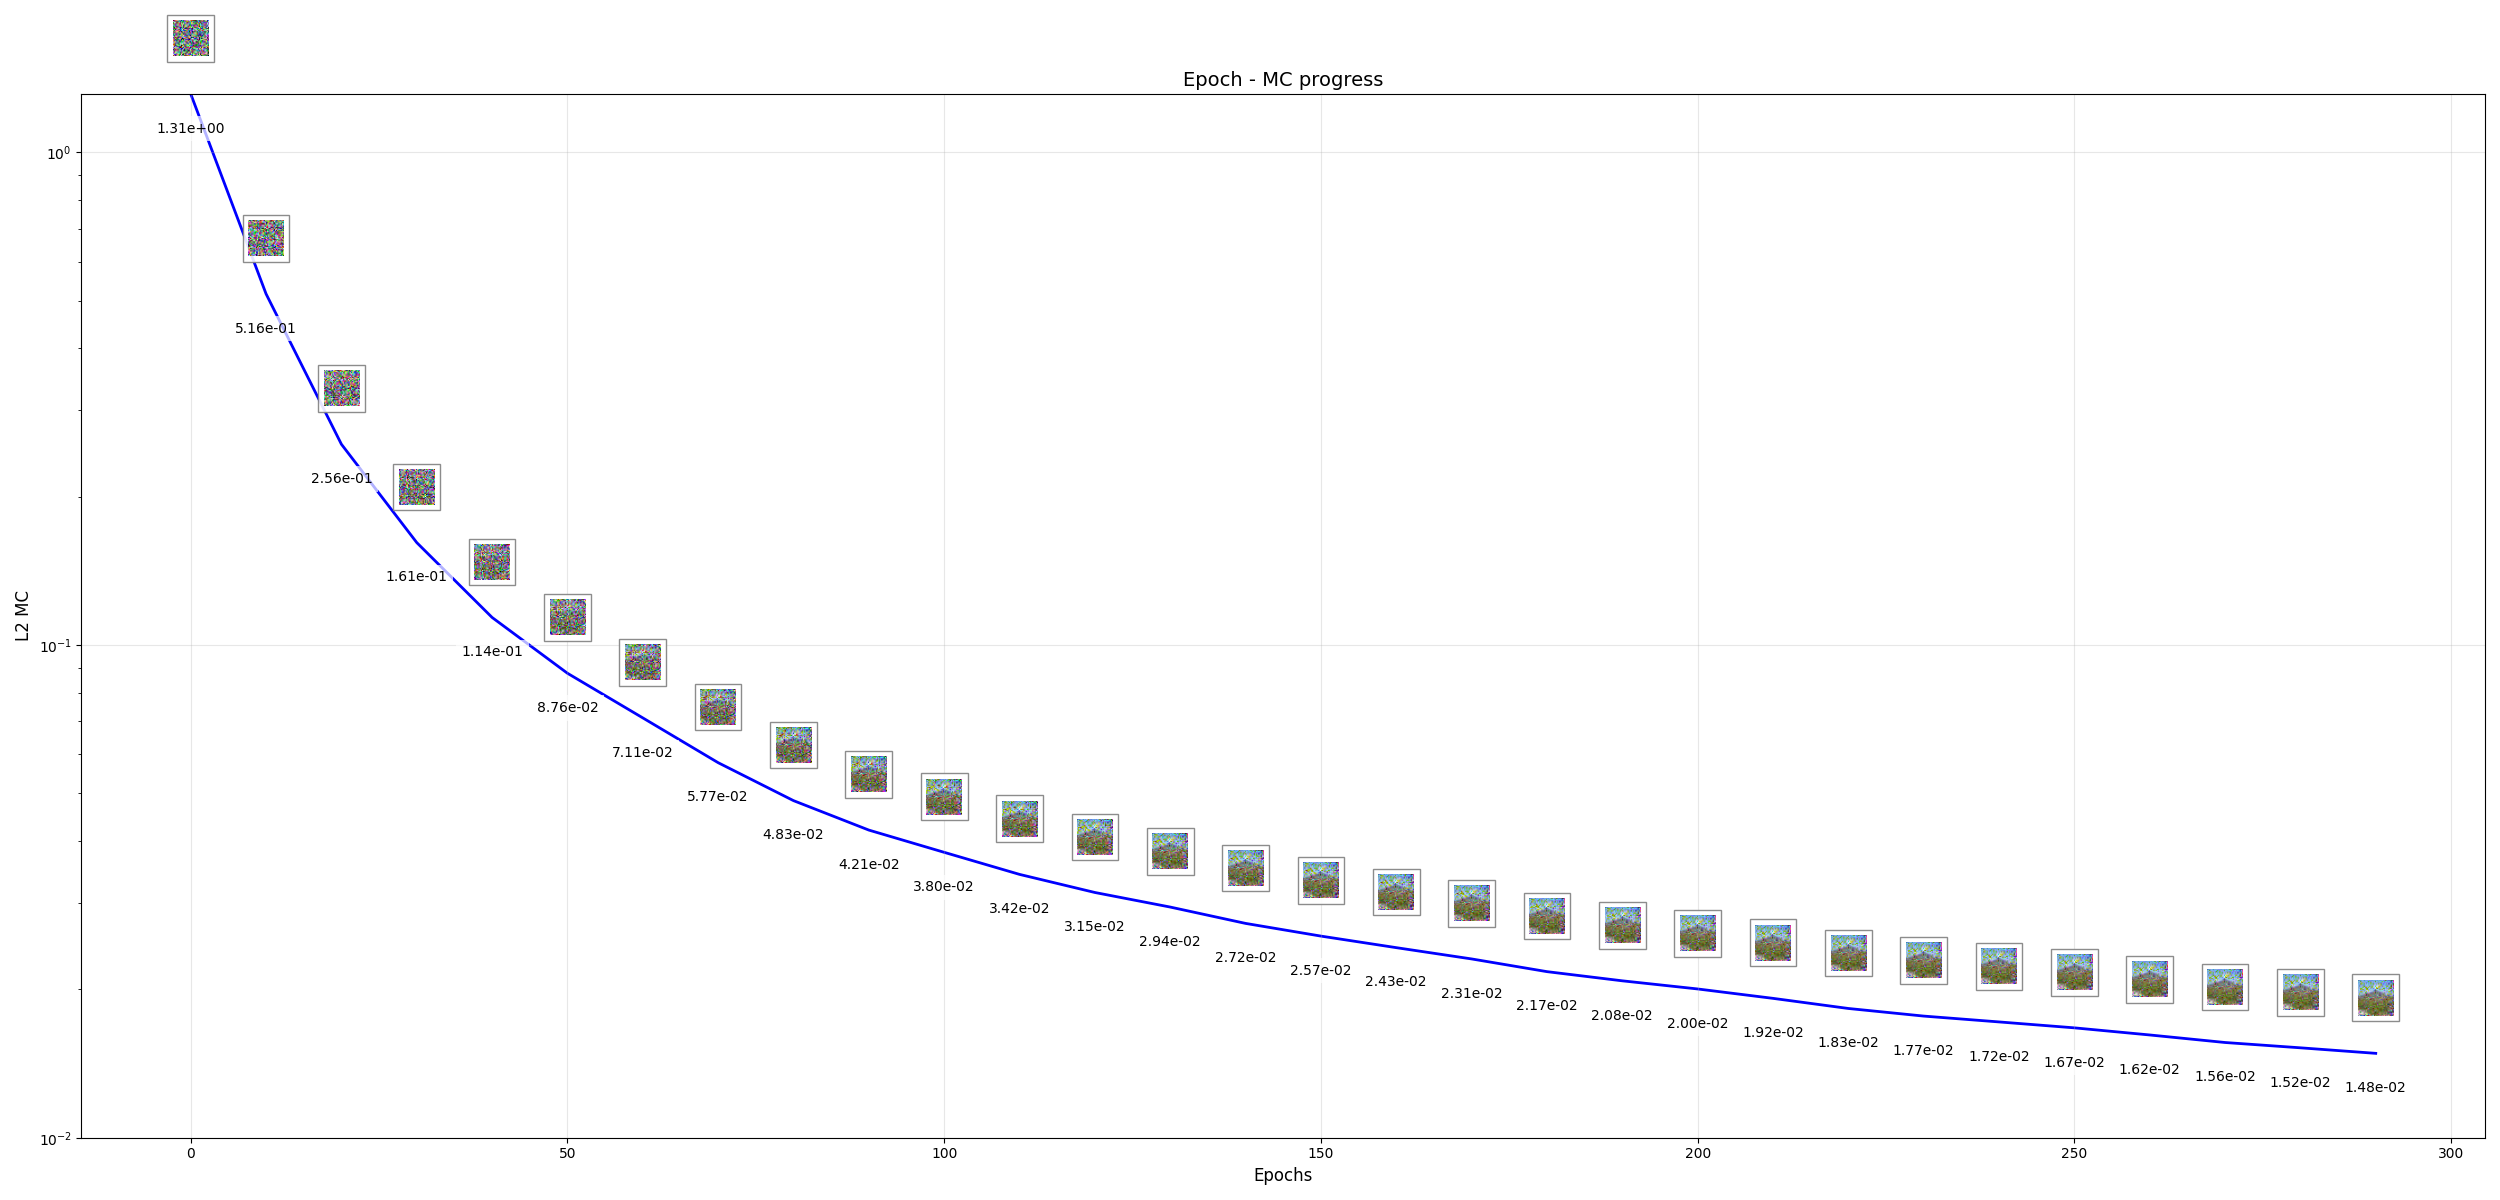 Epoch - MC progress
L2 MC
10⁰
10⁻¹
10⁻²
1.31e+00
5.16e-01
2.56e-01
1.61e-01
1.14e-01
8.76e-02
7.11e-02
5.77e-02
4.83e-02
4.21e-02
3.80e-02
3.42e-02
3.15e-02
2.94e-02
2.72e-02
2.57e-02
2.43e-02
2.31e-02
2.17e-02
2.08e-02
2.00e-02
1.92e-02
1.83e-02
1.77e-02
1.72e-02
1.67e-02
1.62e-02
1.56e-02
1.52e-02
1.48e-02
0 50 100 150 200 250 300
Epochs